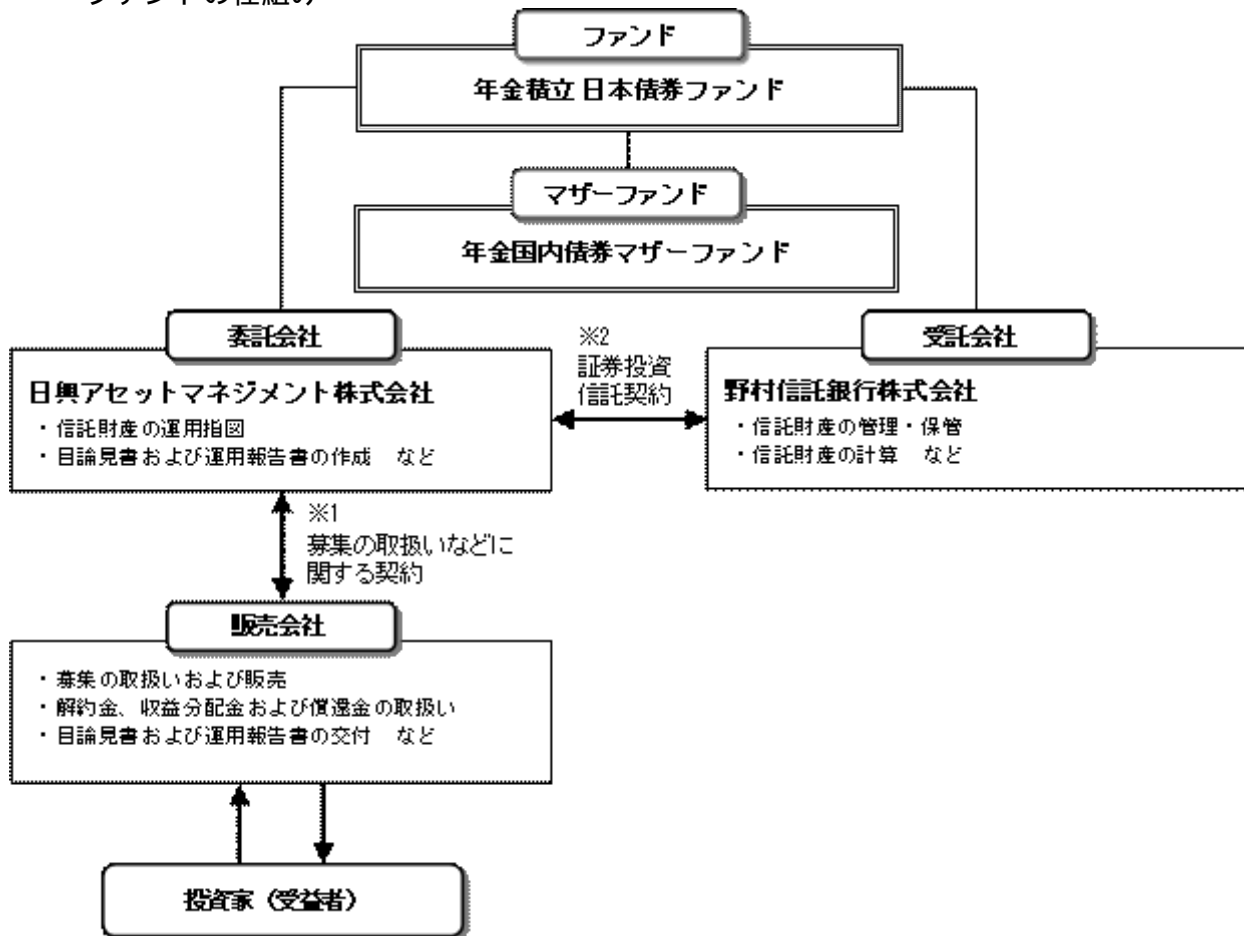 ファンドの仕組み
ファンド
年金積立 日本債券ファンド
マザーファンド
年金国内債券マザーファンド
委託会社
日興アセットマネジメント株式会社
・信託財産の運用指図
・目論見書および運用報告書の作成　など
※2
証券投資
信託契約
受託会社
野村信託銀行株式会社
・信託財産の管理・保管
・信託財産の計算　など
※1
募集の取扱いなどに
関する契約
販売会社
・募集の取扱いおよび販売
・解約金、収益分配金および償還金の取扱い
・目論見書および運用報告書の交付　など
投資家（受益者）